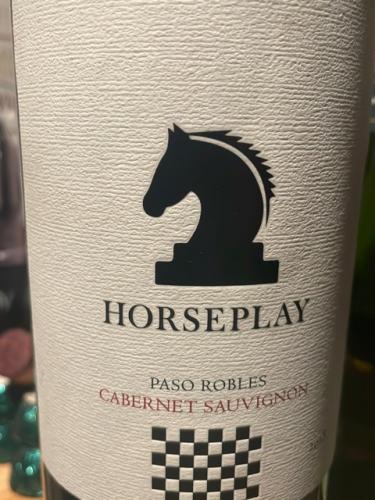 HORSEPLAY
PASO ROBLES
CABERNET SAUVIGNON